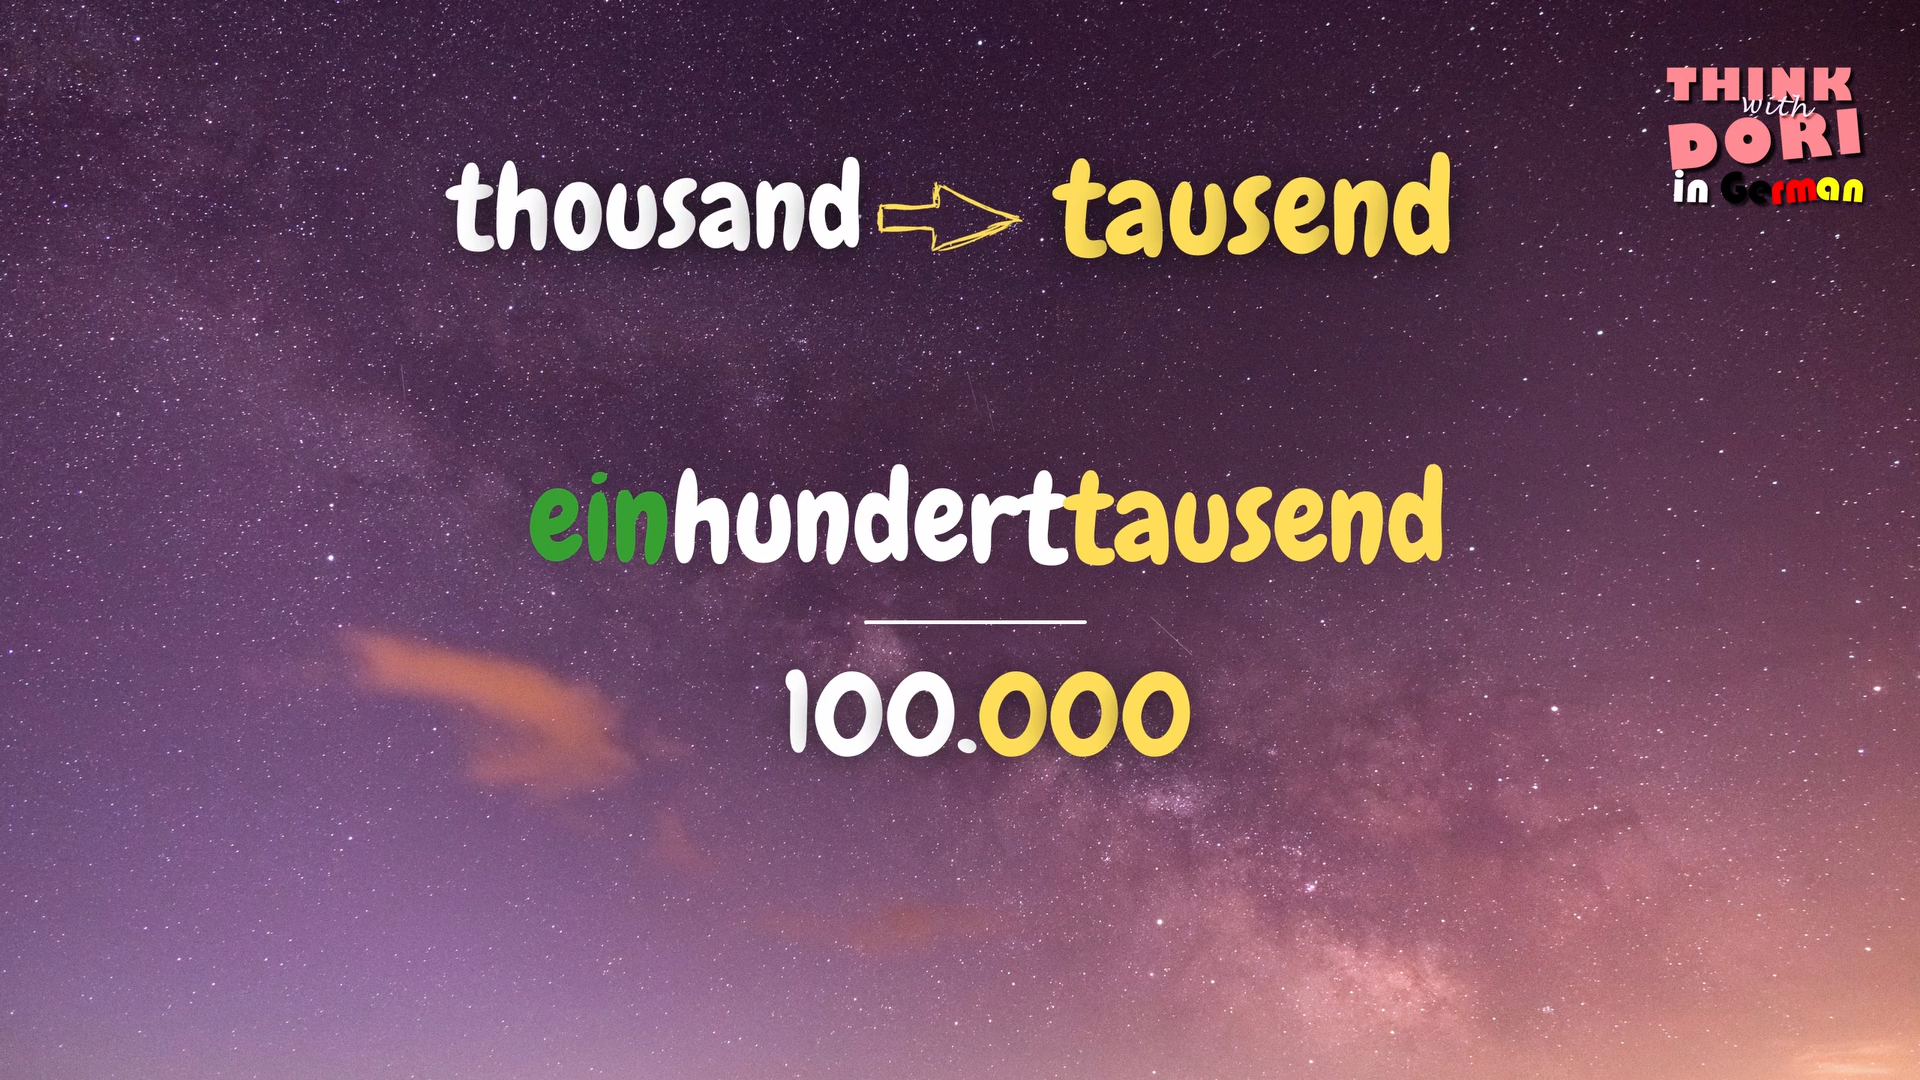 THINK
with
DORI
in German
thousand tausend
einhunderttausend
100.000